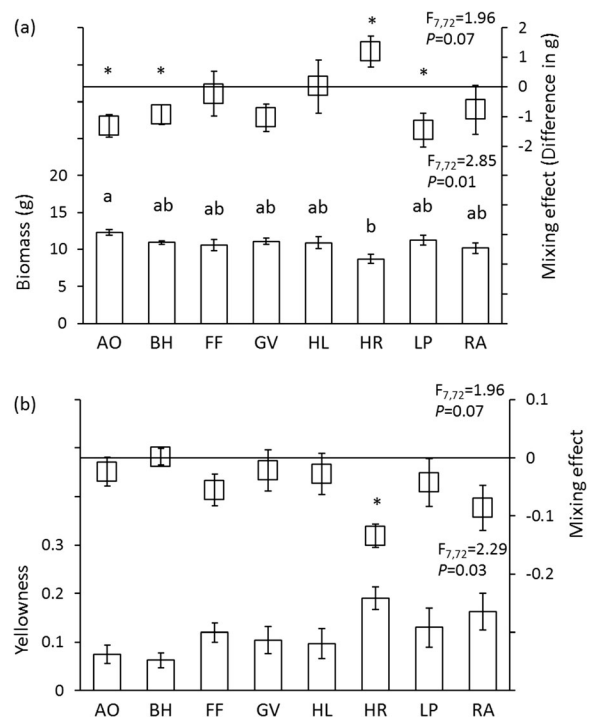 (a)
F7,72=1.96
P=0.07
* * * *
2
1
0
-1
-2
Mixing effect (Difference in g)
F7,72=2.85
P=0.01
20
15
10
5
0
Biomass (g)
a ab ab ab ab b ab ab
AO BH FF GV HL HR LP RA
(b)
F7,72=1.96
P=0.07
0.1
0
-0.1
-0.2
Mixing effect
*
F7,72=2.29
P=0.03
0.3
0.2
0.1
0
Yellowness
AO BH FF GV HL HR LP RA